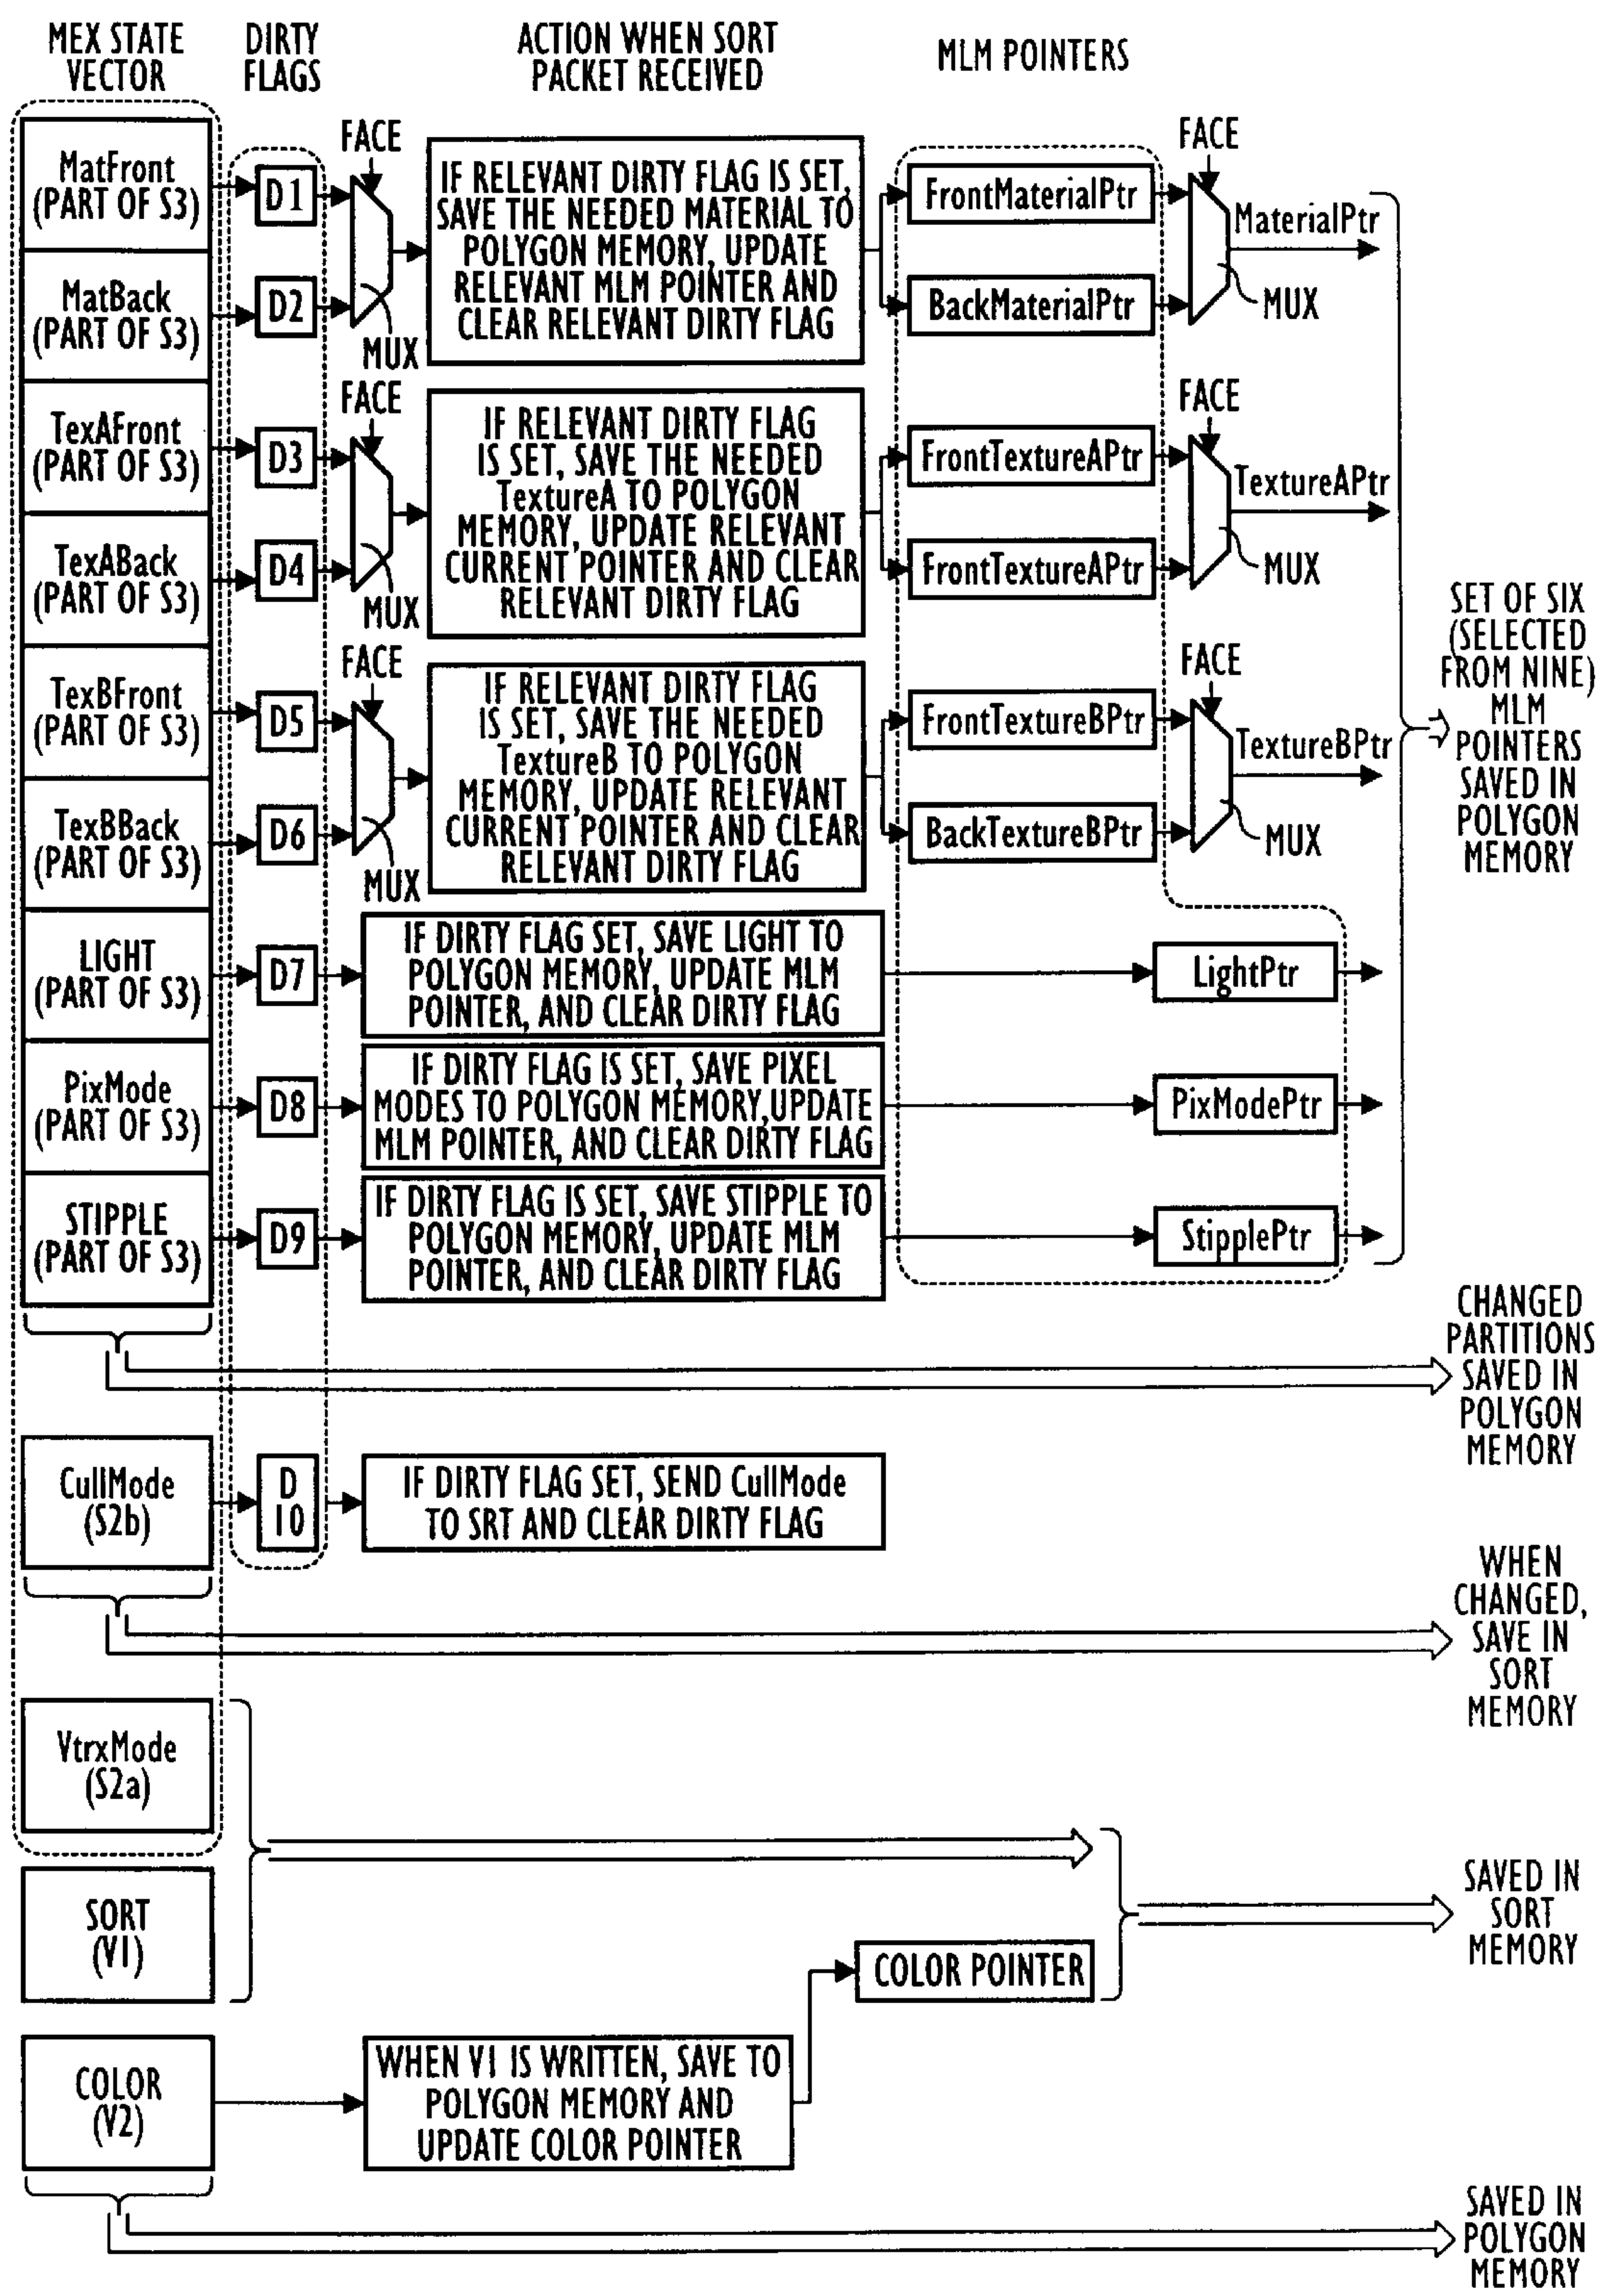 MEX STATE
VECTOR
DIRTY
FLAGS
ACTION WHEN SORT
PACKET RECEIVED
MLM POINTERS
MatFront
(PART OF S3)
D1
FACE
MUX
IF RELEVANT DIRTY FLAG IS SET,
SAVE THE NEEDED MATERIAL TO
POLYGON MEMORY, UPDATE
RELEVANT MLM POINTER AND
CLEAR RELEVANT DIRTY FLAG
FrontMaterialPtr
FACE
MaterialPtr
MUX
MatBack
(PART OF S3)
D2
BackMaterialPtr
TexAFront
(PART OF S3)
D3
FACE
MUX
IF RELEVANT DIRTY FLAG
IS SET, SAVE THE NEEDED
TextureA TO POLYGON
MEMORY, UPDATE RELEVANT
CURRENT POINTER AND CLEAR
RELEVANT DIRTY FLAG
FrontTextureAPtr
FACE
TextureAPtr
MUX
TexABack
(PART OF S3)
D4
FrontTextureAPtr
TexBFront
(PART OF S3)
D5
FACE
MUX
IF RELEVANT DIRTY FLAG
IS SET, SAVE THE NEEDED
TextureB TO POLYGON
MEMORY, UPDATE RELEVANT
CURRENT POINTER AND CLEAR
RELEVANT DIRTY FLAG
FrontTextureBPtr
FACE
TextureBPtr
MUX
TexBBack
(PART OF S3)
D6
BackTextureBPtr
SET OF SIX
(SELECTED
FROM NINE)
MLM
POINTERS
SAVED IN
POLYGON
MEMORY
LIGHT
(PART OF S3)
D7
IF DIRTY FLAG SET, SAVE LIGHT TO
POLYGON MEMORY, UPDATE MLM
POINTER, AND CLEAR DIRTY FLAG
LightPtr
PixMode
(PART OF S3)
D8
IF DIRTY FLAG IS SET, SAVE PIXEL
MODES TO POLYGON MEMORY,UPDATE
MLM POINTER, AND CLEAR DIRTY FLAG
PixModePtr
STIPPLE
(PART OF S3)
D9
IF DIRTY FLAG IS SET, SAVE STIPPLE TO
POLYGON MEMORY, UPDATE MLM
POINTER, AND CLEAR DIRTY FLAG
StipplePtr
CHANGED
PARTITIONS
SAVED IN
POLYGON
MEMORY
CullMode
(S2b)
D
10
IF DIRTY FLAG SET, SEND CullMode
TO SRT AND CLEAR DIRTY FLAG
WHEN
CHANGED,
SAVE IN
SORT
MEMORY
VtrxMode
(S2a)
SORT
(V1)
COLOR POINTER
SAVED IN
SORT
MEMORY
COLOR
(V2)
WHEN V1 IS WRITTEN, SAVE TO
POLYGON MEMORY AND
UPDATE COLOR POINTER
SAVED IN
POLYGON
MEMORY